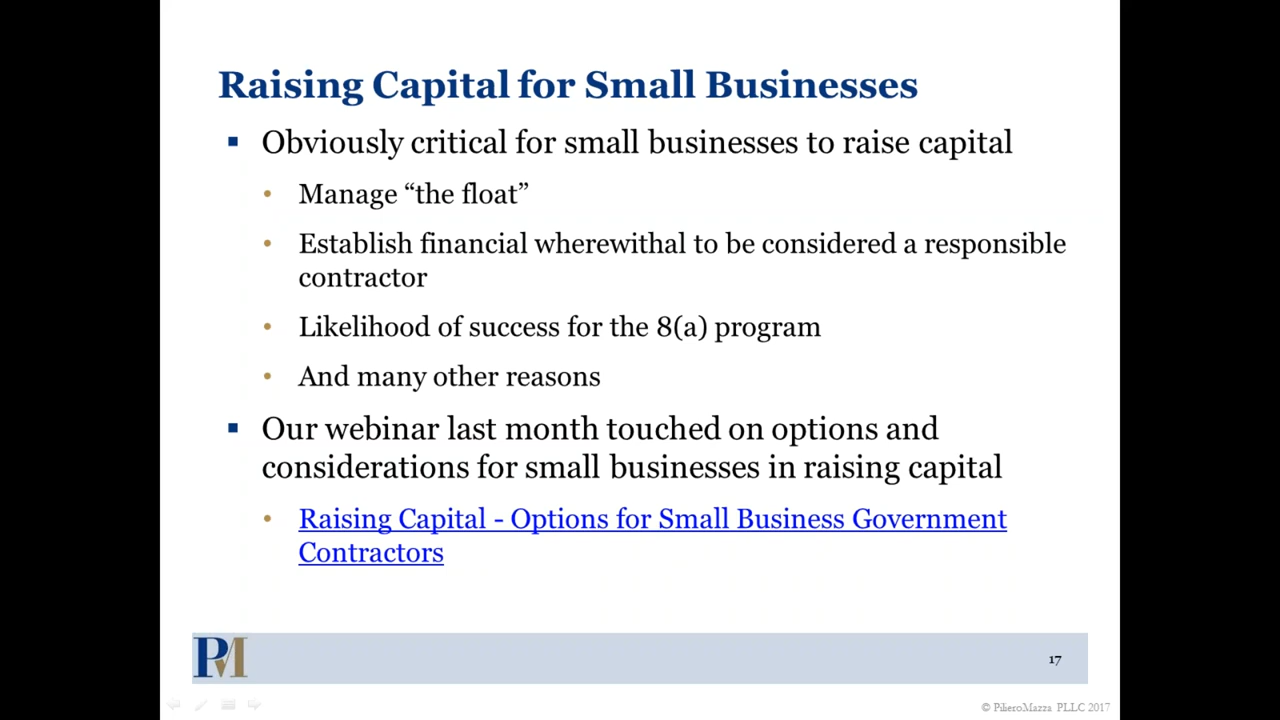 Raising Capital for Small Businesses
Obviously critical for small businesses to raise capital
Manage “the float”
Establish financial wherewithal to be considered a responsible
contractor
Likelihood of success for the 8(a) program
And many other reasons
Our webinar last month touched on options and
considerations for small businesses in raising capital
Raising Capital - Options for Small Business Government
Contractors
PM
17
© PilieroMazza PLLC 2017